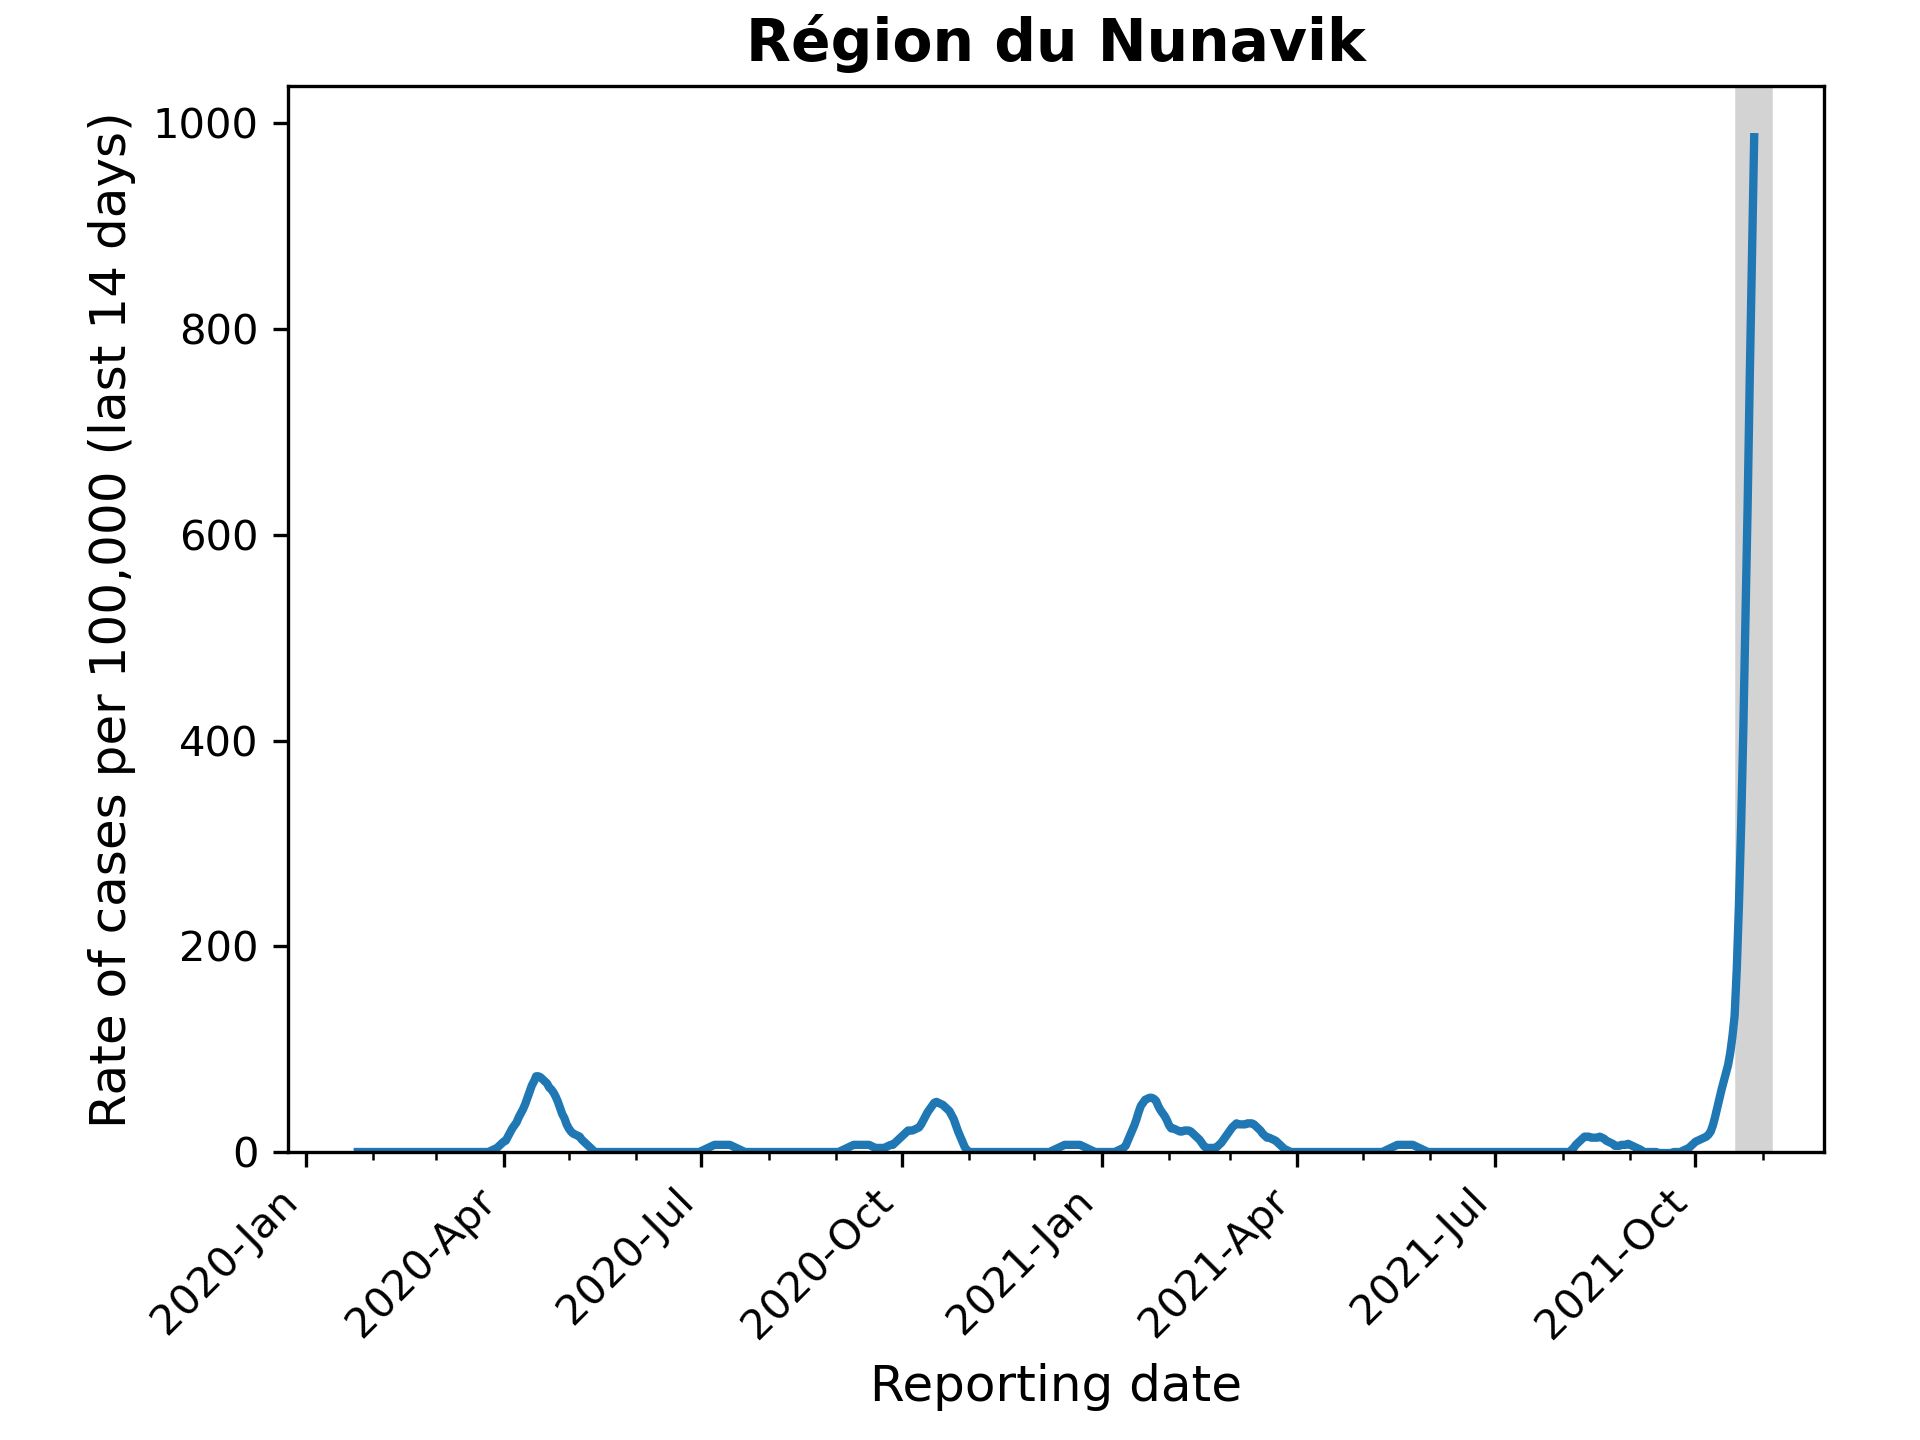 Région du Nunavik
Rate of cases per 100,000 (last 14 days)
1000
800
600
400
200
0
2020-Jan
2020-Apr
2020-Jul
2020-Oct
2021-Jan
2021-Apr
2021-Jul
2021-Oct
Reporting date